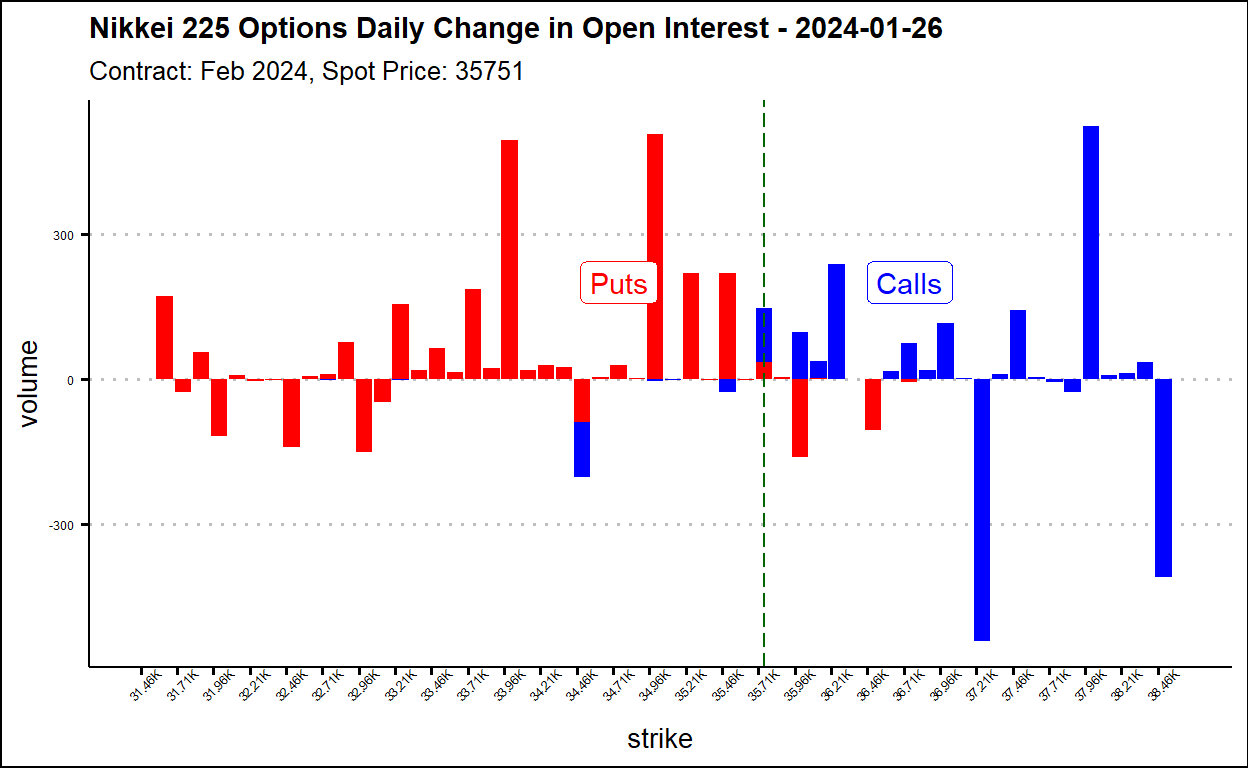 Nikkei 225 Options Daily Change in Open Interest - 2024-01-26
Contract: Feb 2024, Spot Price: 35751
volume
300
0
-300
Puts
Calls
31.46K
31.71K
31.96K
32.21K
32.46K
32.71K
32.96K
33.21K
33.46K
33.71K
33.96K
34.21K
34.46K
34.71K
34.96K
35.21K
35.46K
35.71K
35.96K
36.21K
36.46K
36.71K
36.96K
37.21K
37.46K
37.71K
37.96K
38.21K
38.46K
strike